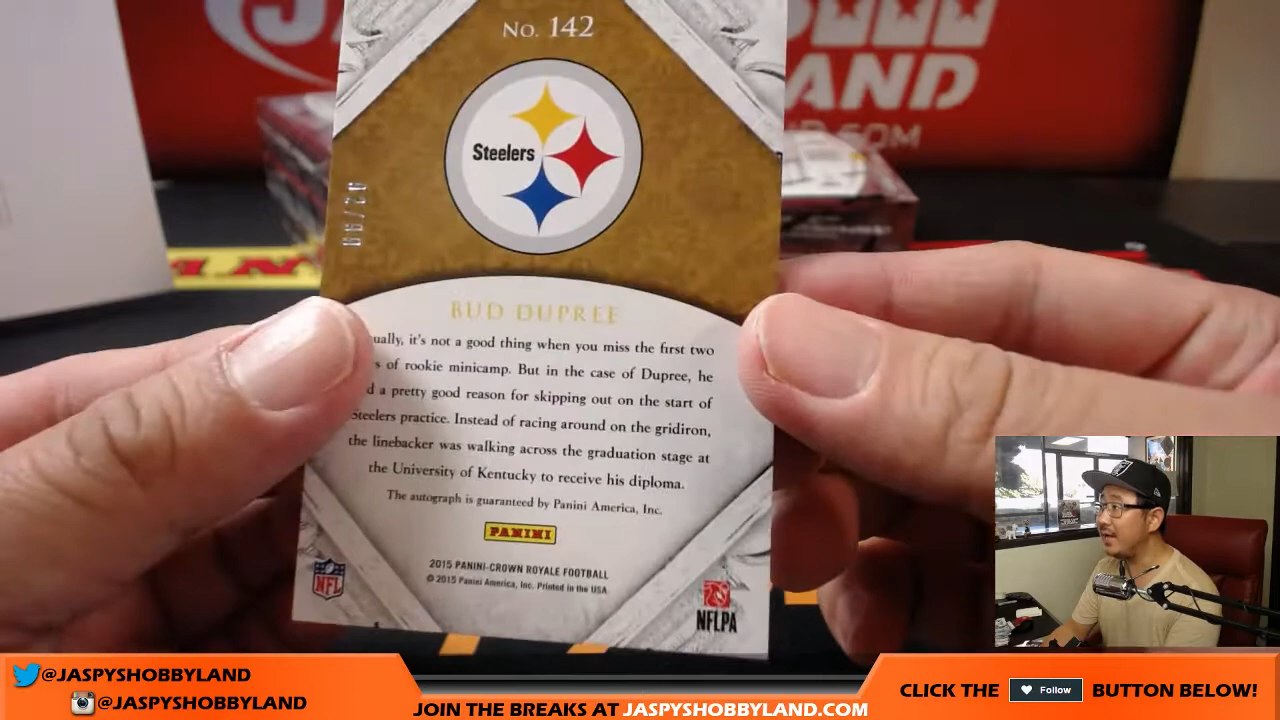 No. 142
Steelers
BUD DUPREE
ually, it's not a good thing when you miss the first two
s of rookie minicamp. But in the case of Dupree, he
d a pretty good reason for skipping out on the start of
Steelers practice. Instead of racing around on the gridiron,
the linebacker was walking across the graduation stage at
the University of Kentucky to receive his diploma.
The autograph is guaranteed by Panini America, Inc.
PANINI
2015 PANINI-CROWN ROYALE FOOTBALL
© 2015 Panini America, Inc. Printed in the USA
NFL
NFLPA
JA
LAND
.COM
@JASPYSHOBBYLAND
@JASPYSHOBBYLAND
JOIN THE BREAKS AT JASPYSHOBBYLAND.COM
CLICK THE Follow BUTTON BELOW!